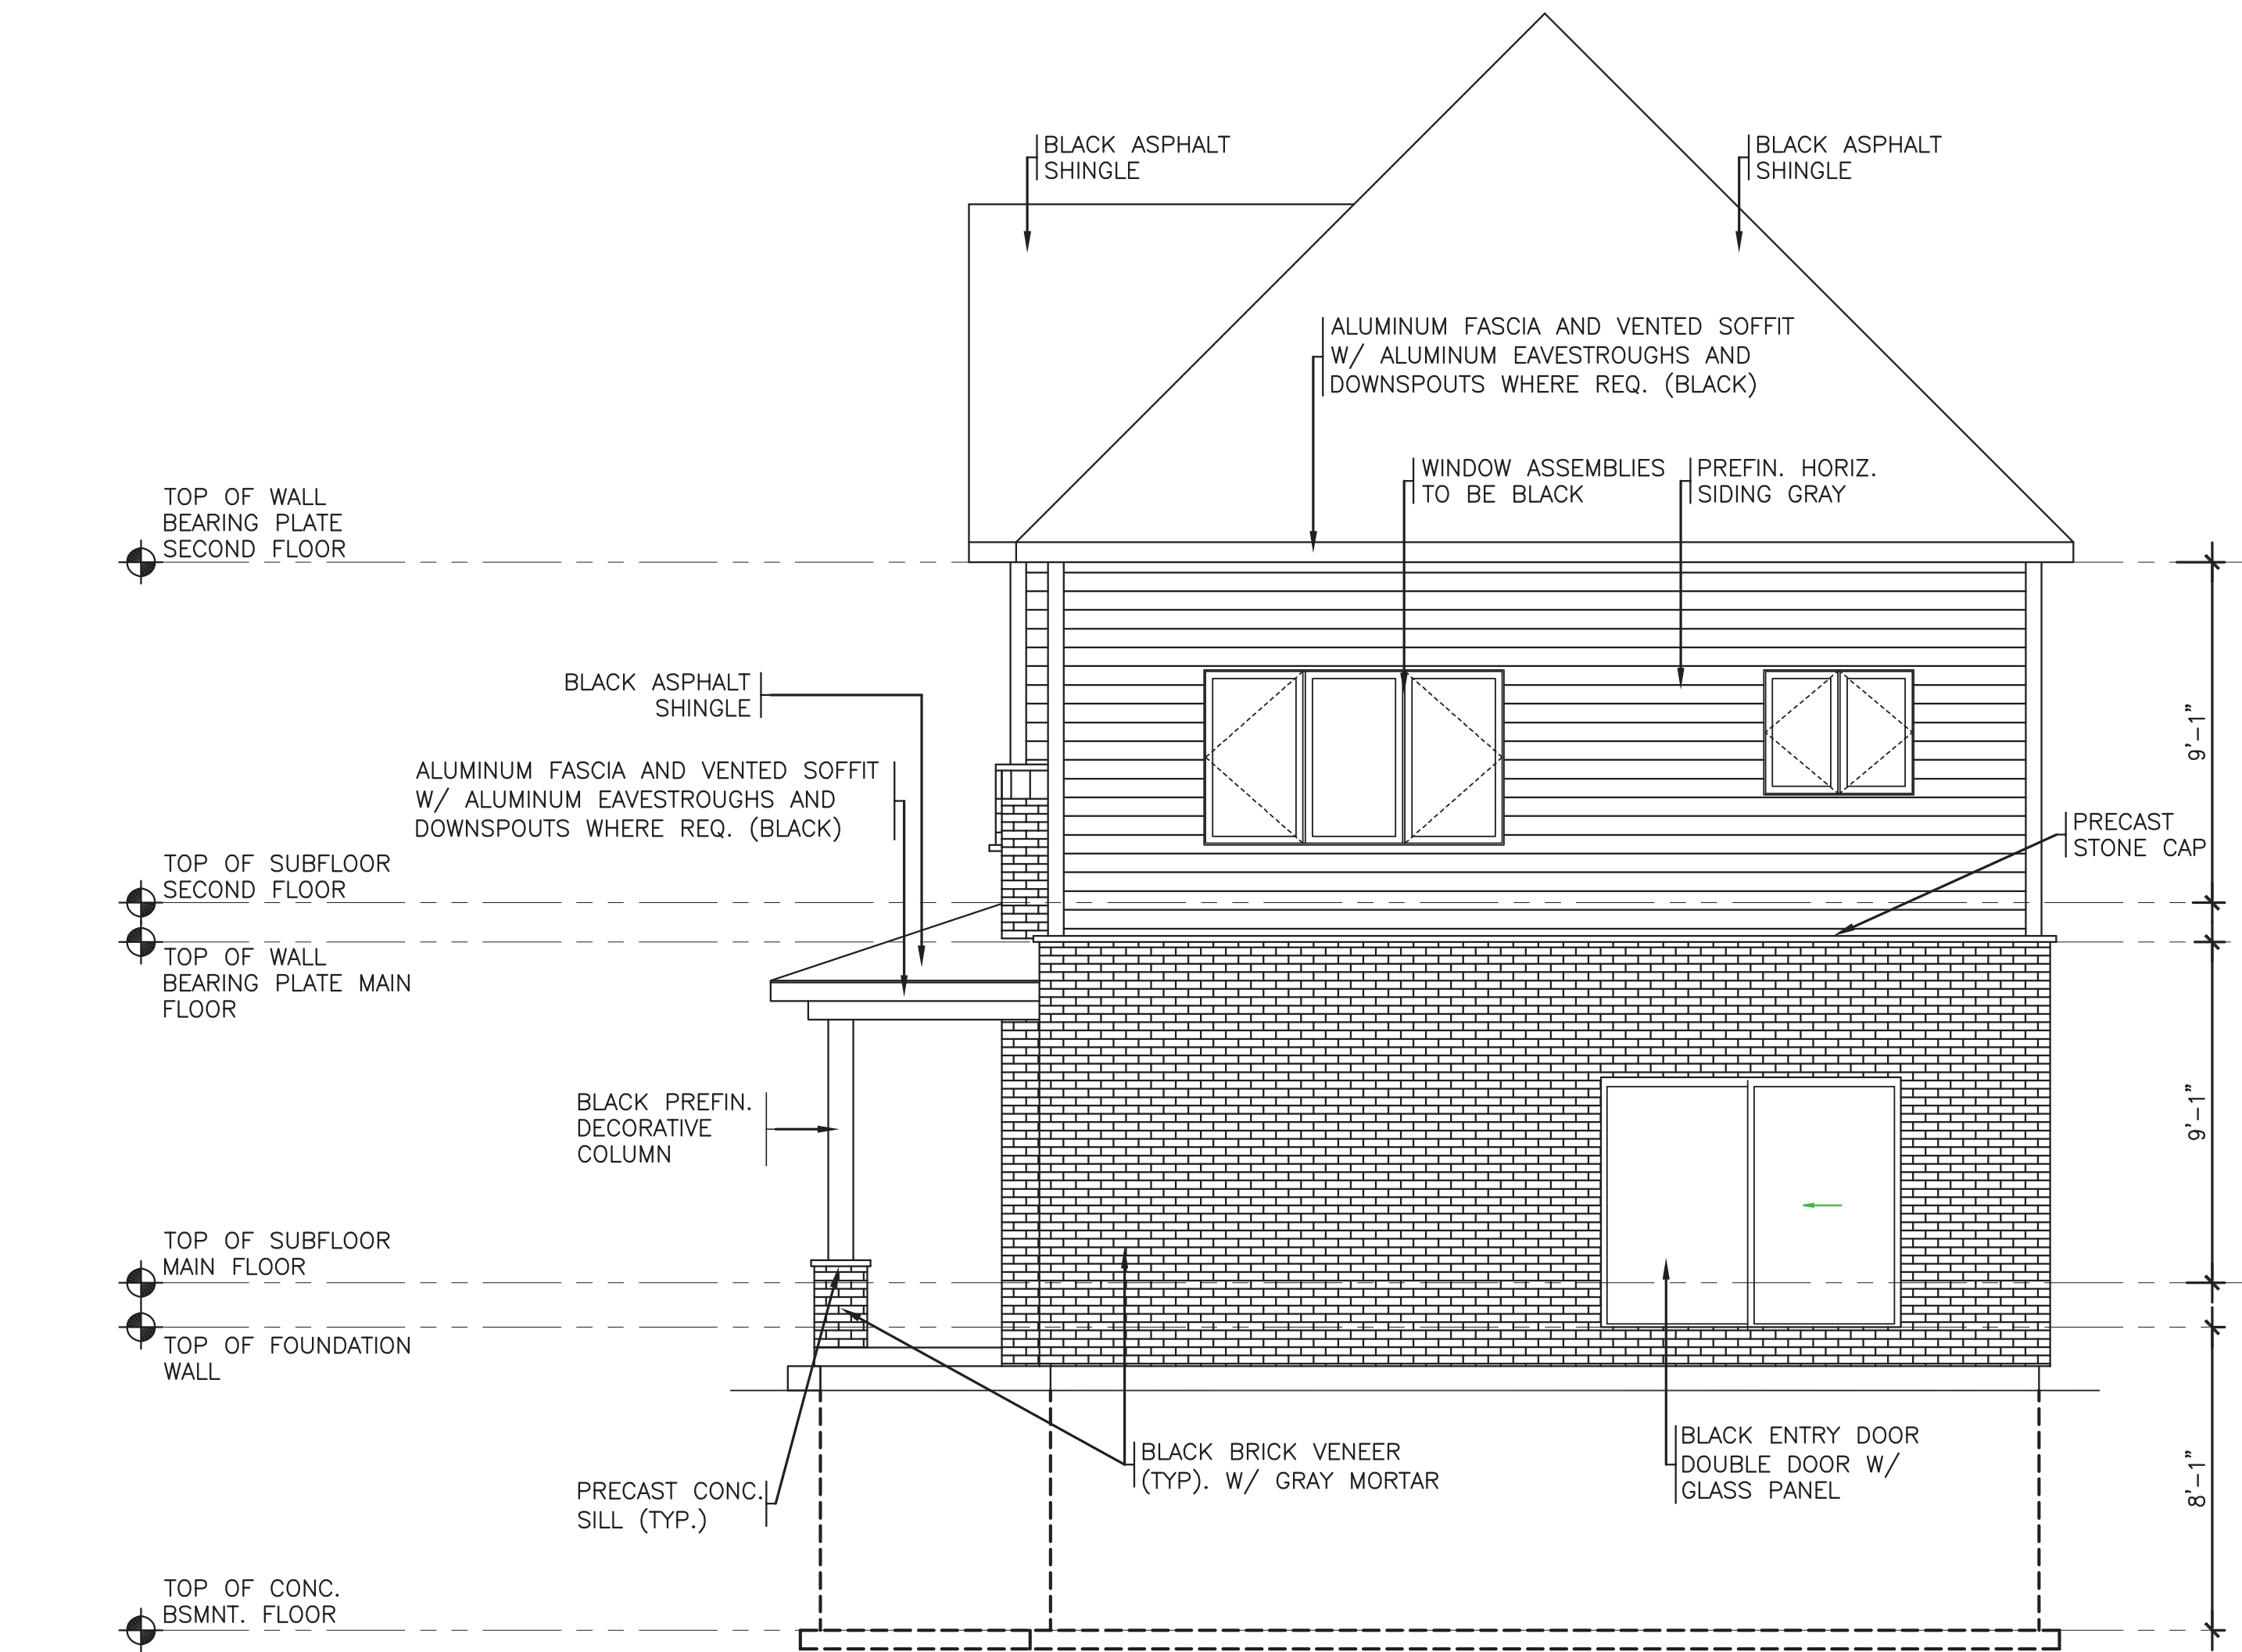 BLACK ASPHALT
SHINGLE
BLACK ASPHALT
SHINGLE
ALUMINUM FASCIA AND VENTED SOFFIT
W/ ALUMINUM EAVESTROUGHS AND
DOWNSPOUTS WHERE REQ. (BLACK)
WINDOW ASSEMBLIES
TO BE BLACK
PREFIN. HORIZ.
SIDING GRAY
TOP OF WALL
BEARING PLATE
SECOND FLOOR
BLACK ASPHALT
SHINGLE
9'-1"
ALUMINUM FASCIA AND VENTED SOFFIT
W/ ALUMINUM EAVESTROUGHS AND
DOWNSPOUTS WHERE REQ. (BLACK)
PRECAST
STONE CAP
TOP OF SUBFLOOR
SECOND FLOOR
TOP OF WALL
BEARING PLATE MAIN
FLOOR
BLACK PREFIN.
DECORATIVE
COLUMN
9'-1"
TOP OF SUBFLOOR
MAIN FLOOR
TOP OF FOUNDATION
WALL
BLACK ENTRY DOOR
DOUBLE DOOR W/
GLASS PANEL
BLACK BRICK VENEER
(TYP). W/ GRAY MORTAR
PRECAST CONC.
SILL (TYP.)
8'-1"
TOP OF CONC.
BSMNT. FLOOR